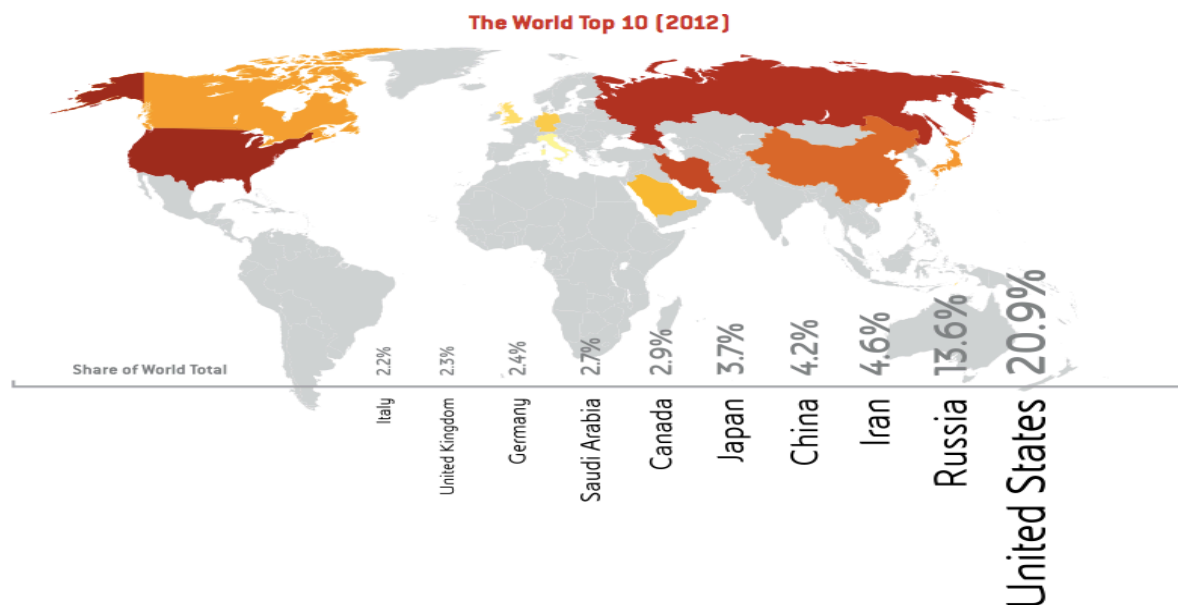 The World Top 10 (2012)
Share of World Total
2.2%
2.3%
2.4%
2.7%
2.9%
3.7%
4.2%
4.6%
13.6%
20.9%
Italy
United Kingdom
Germany
Saudi Arabia
Canada
Japan
China
Iran
Russia
United States